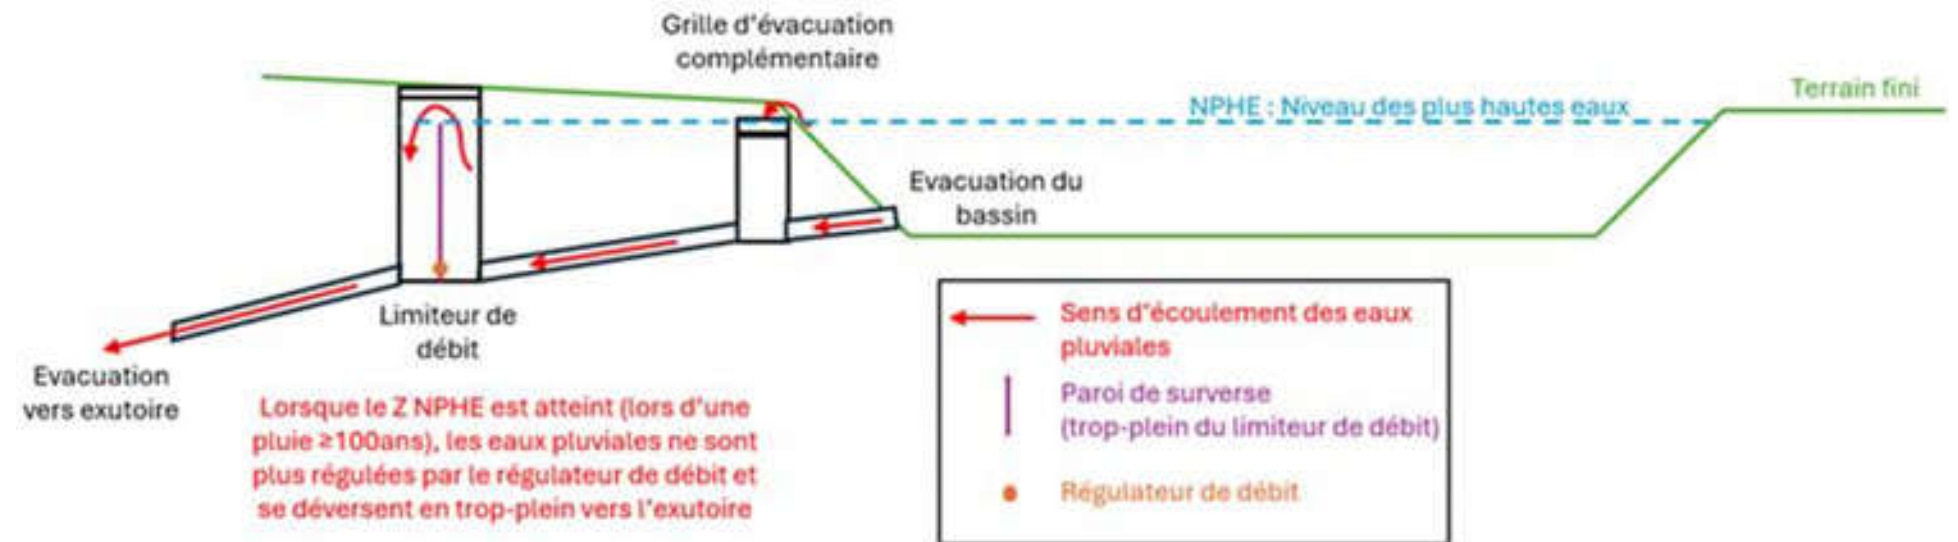 Grille d'évacuation
complémentaire
NPHE : Niveau des plus hautes eaux
Terrain fini
Evacuation du
bassin
Limiteur de
débit
Evacuation
vers exutoire
Lorsque le Z NPHE est atteint (lors d'une
pluie ≥100ans), les eaux pluviales ne sont
plus régulées par le régulateur de débit et
se déversent en trop-plein vers l'exutoire
Sens d'écoulement des eaux
pluviales
Paroi de surverse
(trop-plein du limiteur de débit)
Régulateur de débit